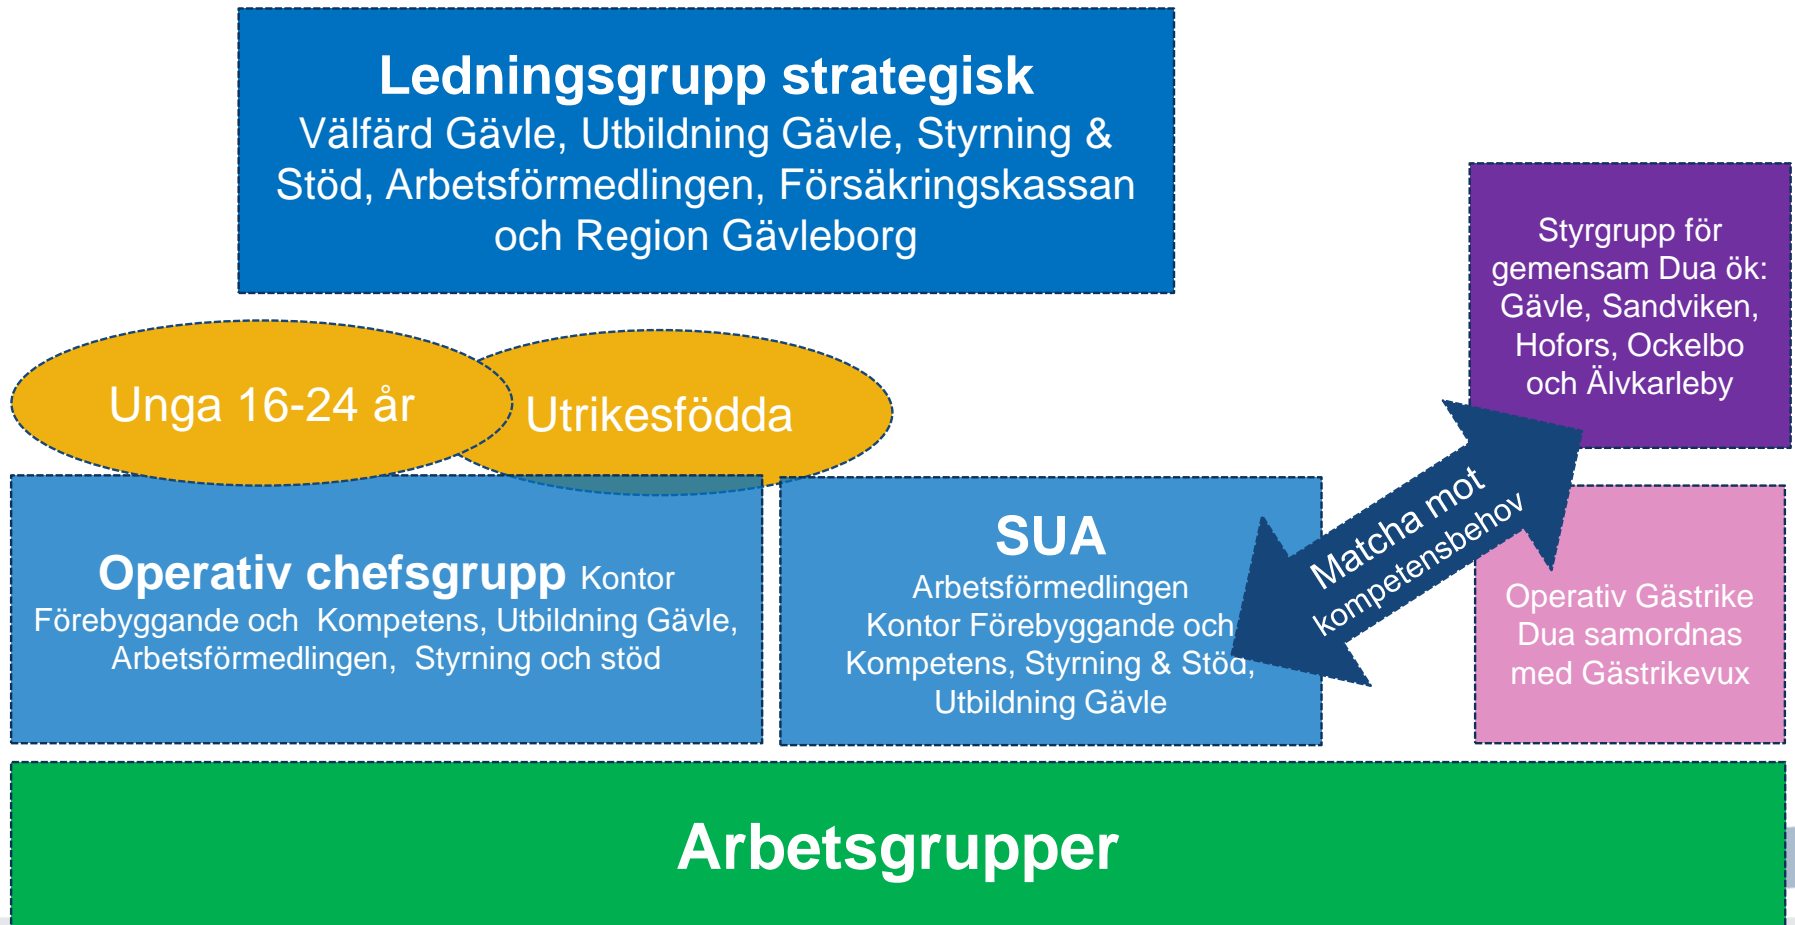 Ledningsgrupp strategisk
Välfärd Gävle, Utbildning Gävle, Styrning &
Stöd, Arbetsförmedlingen, Försäkringskassan
och Region Gävleborg
Styrgrupp för
gemensam Dua ök:
Gävle, Sandviken,
Hofors, Ockelbo
och Älvkarleby
Unga 16-24 år
Utrikesfödda
Operativ chefsgrupp Kontor
Förebyggande och Kompetens, Utbildning Gävle,
Arbetsförmedlingen, Styrning och stöd
SUA
Arbetsförmedlingen
Kontor Förebyggande och
Kompetens, Styrning & Stöd,
Utbildning Gävle
Matcha mot
kompetensbehov
Operativ Gästrike
Dua samordnas
med Gästrikevux
Arbetsgrupper